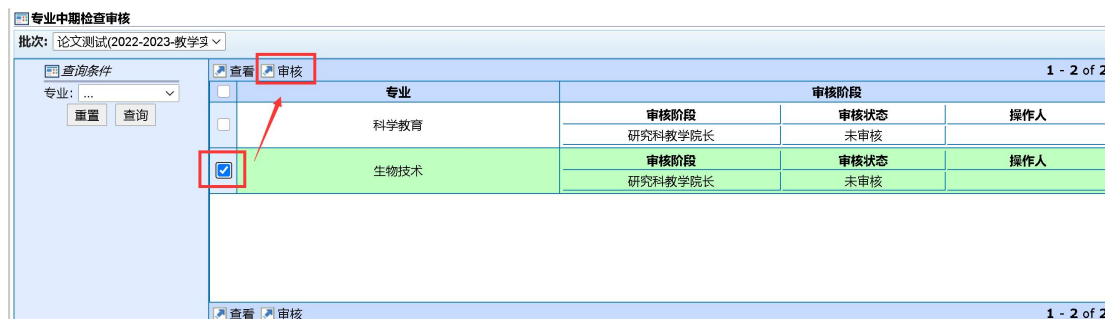 专业中期检查审核
批次: 论文测试(2022-2023-教学实
查询条件
专业: ...
重置 查询
查看 审核 1 - 2 of 2
专业 审核阶段
科学教育
审核阶段 审核状态 操作人
研究科教学院长 未审核
生物技术
审核阶段 审核状态 操作人
研究科教学院长 未审核
查看 审核 1 - 2 of 2